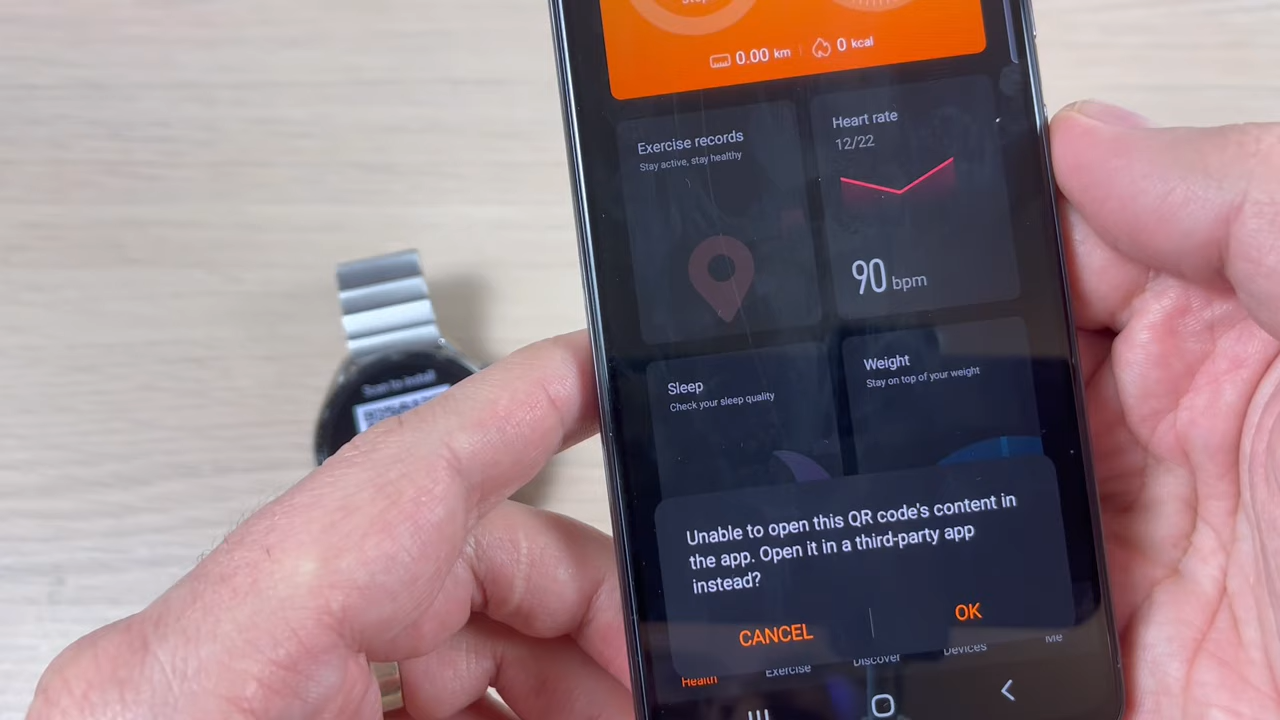 0.00 km
0 kcal
Exercise records
Stay active, stay healthy
Heart rate
12/22
90 bpm
Sleep
Check your sleep quality
Weight
Stay on top of your weight
Unable to open this QR code's content in
the app. Open it in a third-party app
instead?
CANCEL
OK
Health
Exercise
Discover
Devices
Me
Scan to install